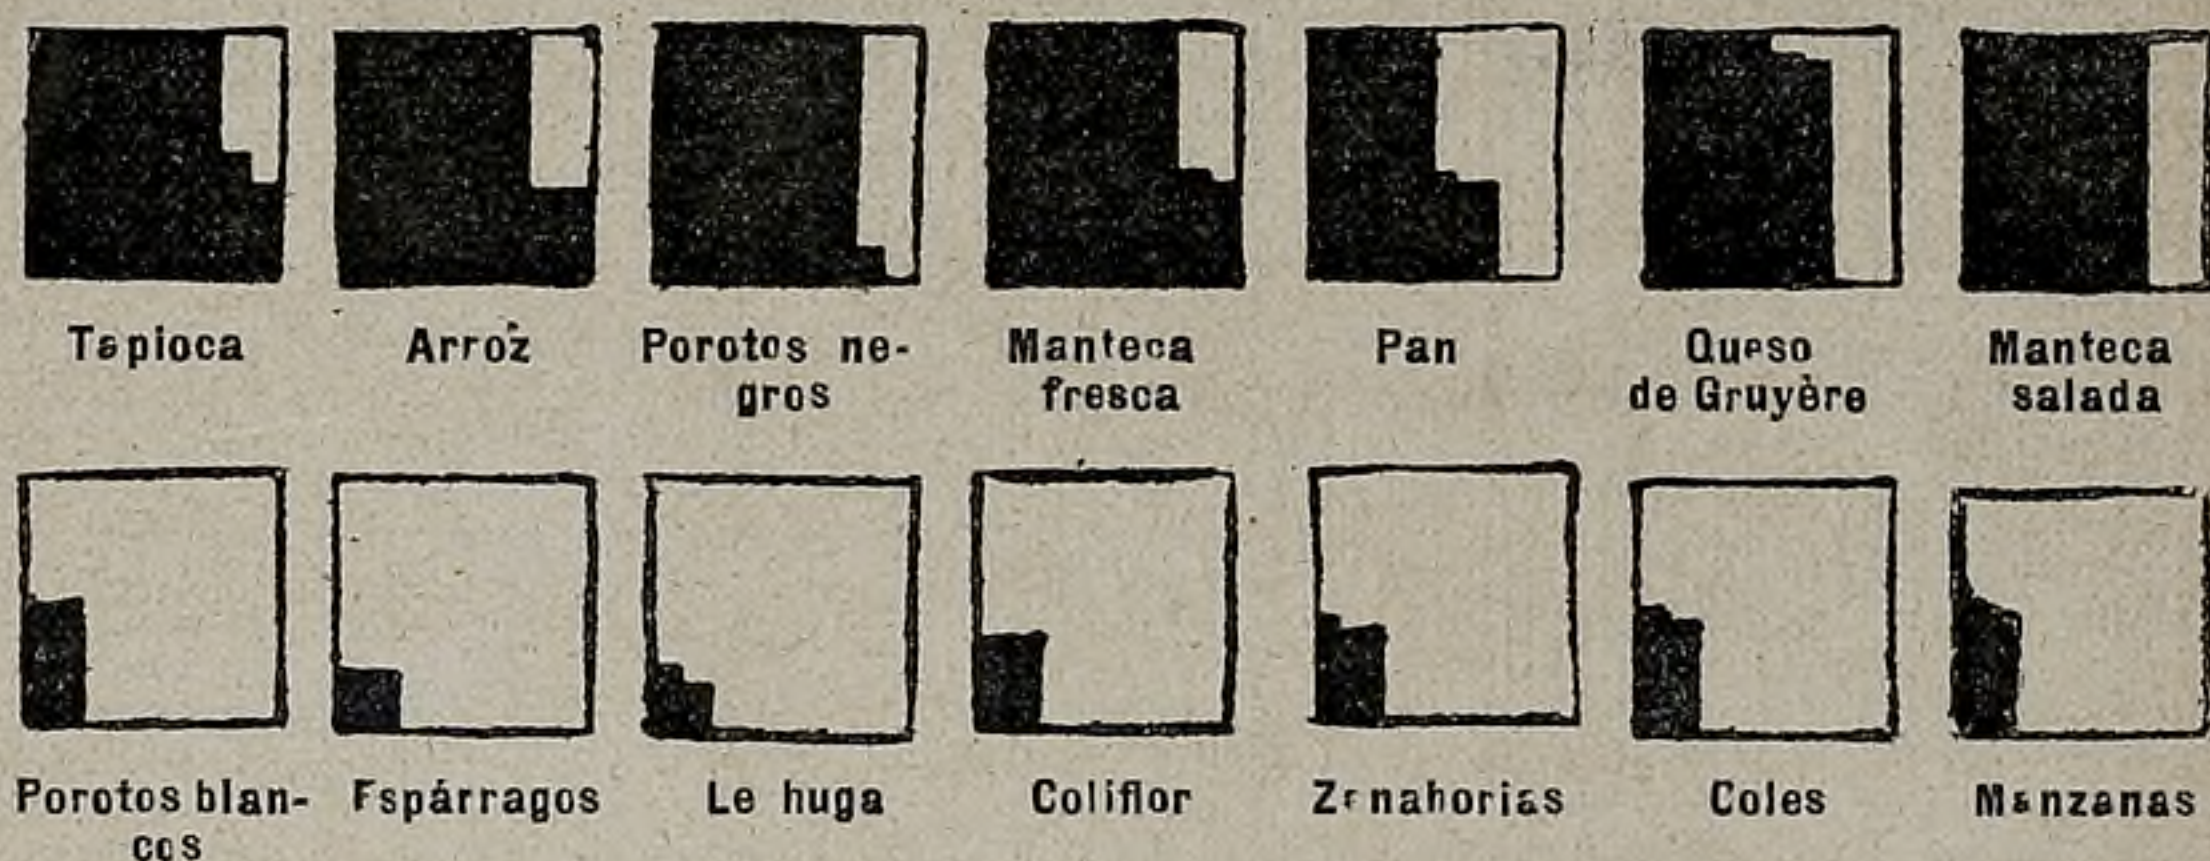 Tapioca
Arroz
Porotos ne-
gros
Manteca
fresca
Pan
Queso
de Gruyère
Manteca
salada
Porotos blan-
cos
Espárragos
Le huga
Coliflor
Zanahorias
Coles
Manzanas